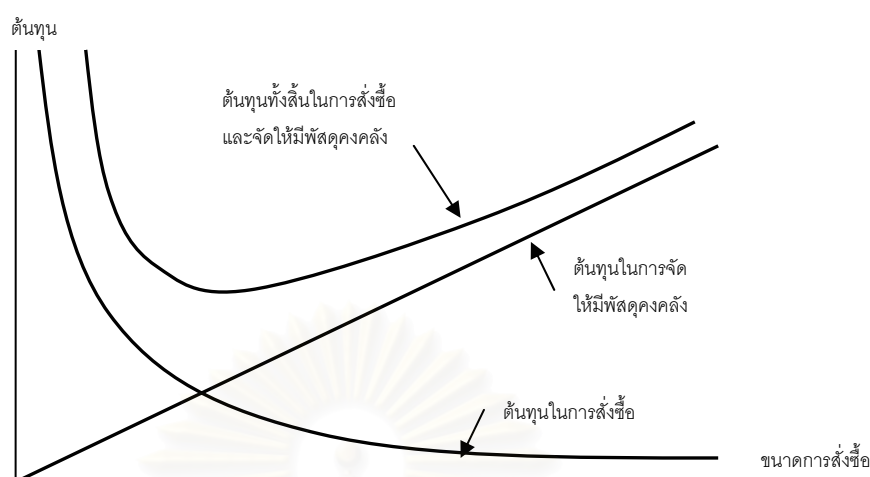 ต้นทุน
ต้นทุนทั้งสิ้นในการสั่งซื้อ
และจัดให้มีพัสดุคงคลัง
ต้นทุนในการจัด
ให้มีพัสดุคงคลัง
ต้นทุนในการสั่งซื้อ
ขนาดการสั่งซื้อ